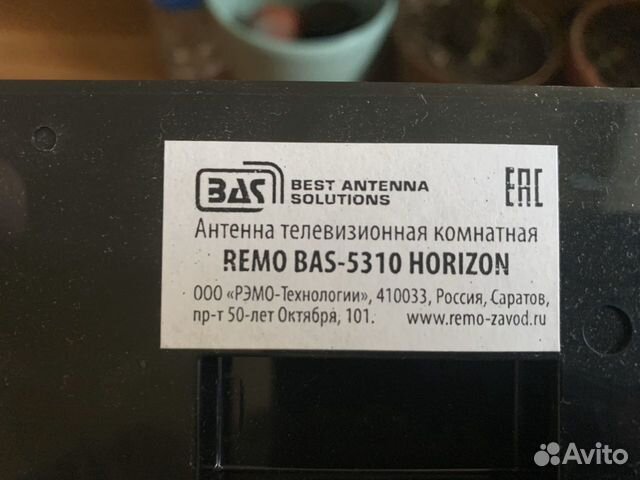 BAS BEST ANTENNA
SOLUTIONS
EAC
Антенна телевизионная комнатная
REMO BAS-5310 HORIZON
ООО «РЭМО-Технологии», 410033, Россия, Саратов,
пр-т 50-лет Октября, 101. www.remo-zavod.ru
Avito